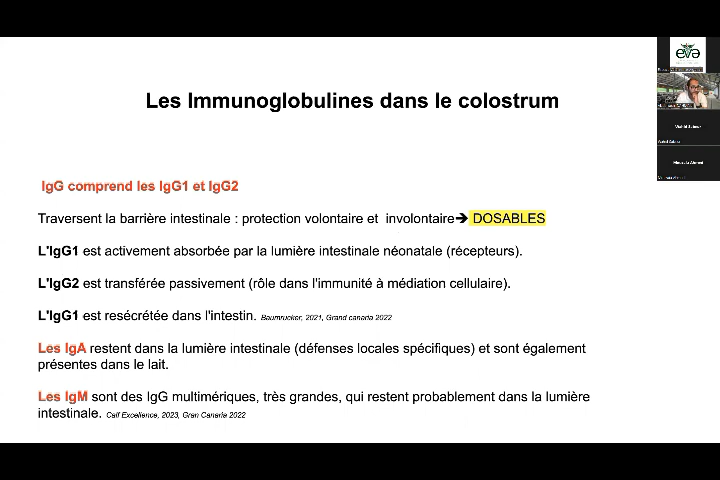 Les Immunoglobulines dans le colostrum
IgG comprend les IgG1 et IgG2
Traversent la barrière intestinale : protection volontaire et involontaire➔ DOSABLES
L'IgG1 est activement absorbée par la lumière intestinale néonatale (récepteurs).
L'IgG2 est transférée passivement (rôle dans l'immunité à médiation cellulaire).
L'IgG1 est resécrétée dans l'intestin. Baumrucker, 2021, Grand canaria 2022
Les IgA restent dans la lumière intestinale (défenses locales spécifiques) et sont également
présentes dans le lait.
Les IgM sont des IgG multimériques, très grandes, qui restent probablement dans la lumière
intestinale. Calf Excellence, 2023, Gran Canaria 2022
eve